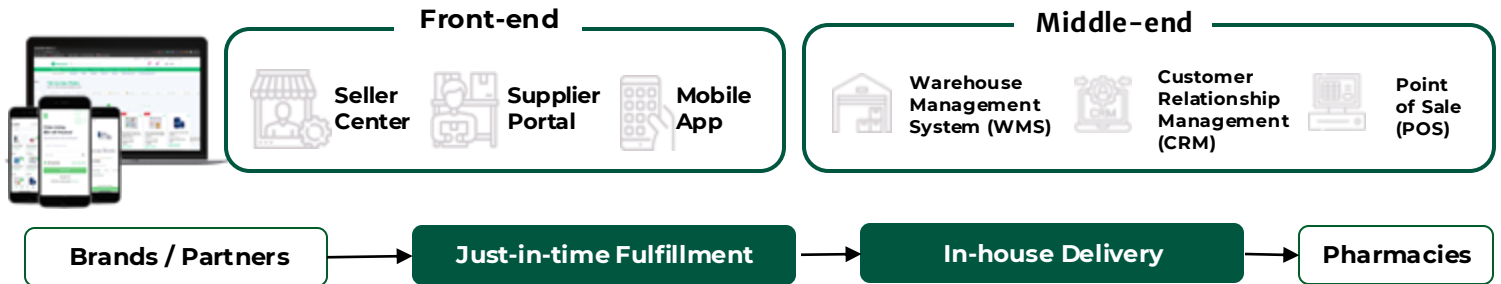 Front-end
Middle-end
Seller
Center
Supplier
Portal
Mobile
App
Warehouse
Management
System (WMS)
CRM
Customer
Relationship
Management
(CRM)
Point
of Sale
(POS)
Brands / Partners
Just-in-time Fulfillment
In-house Delivery
Pharmacies